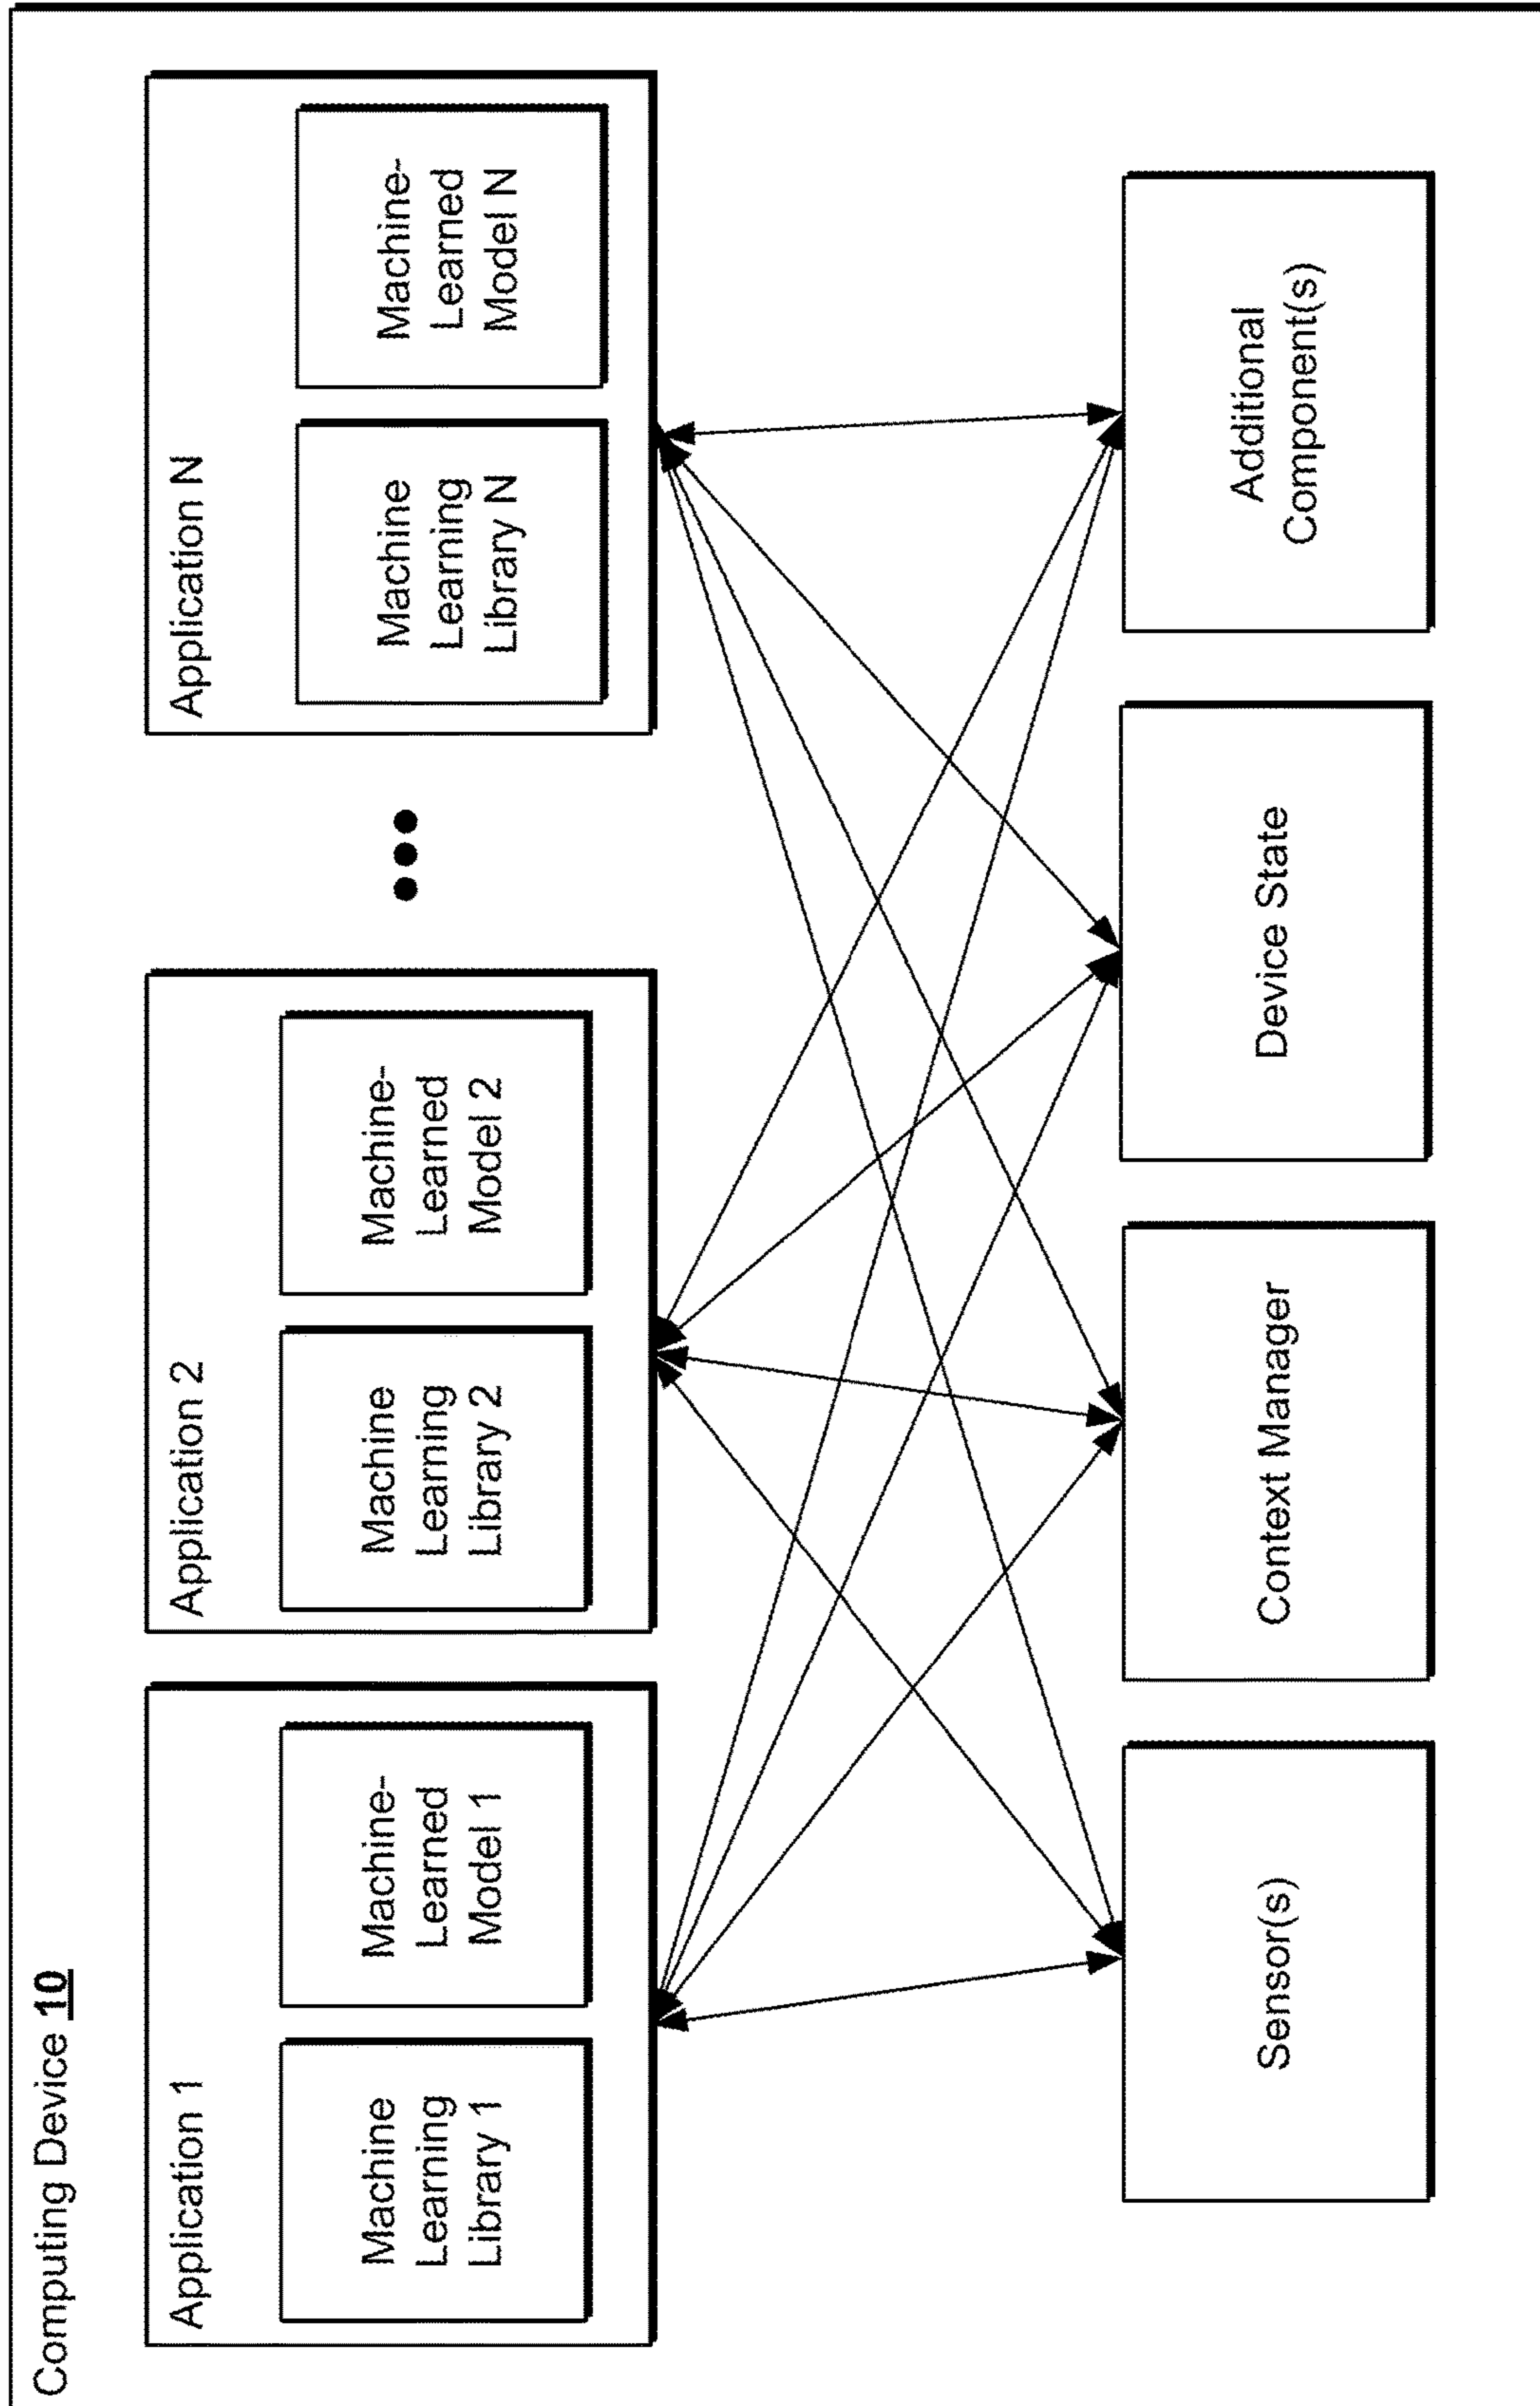 Computing Device 10
Application 1
Machine
Learning
Library 1
Machine-
Learned
Model 1
Application 2
Machine
Learning
Library 2
Machine-
Learned
Model 2
Application N
Machine
Learning
Library N
Machine-
Learned
Model N
Sensor(s)
Context Manager
Device State
Additional
Component(s)